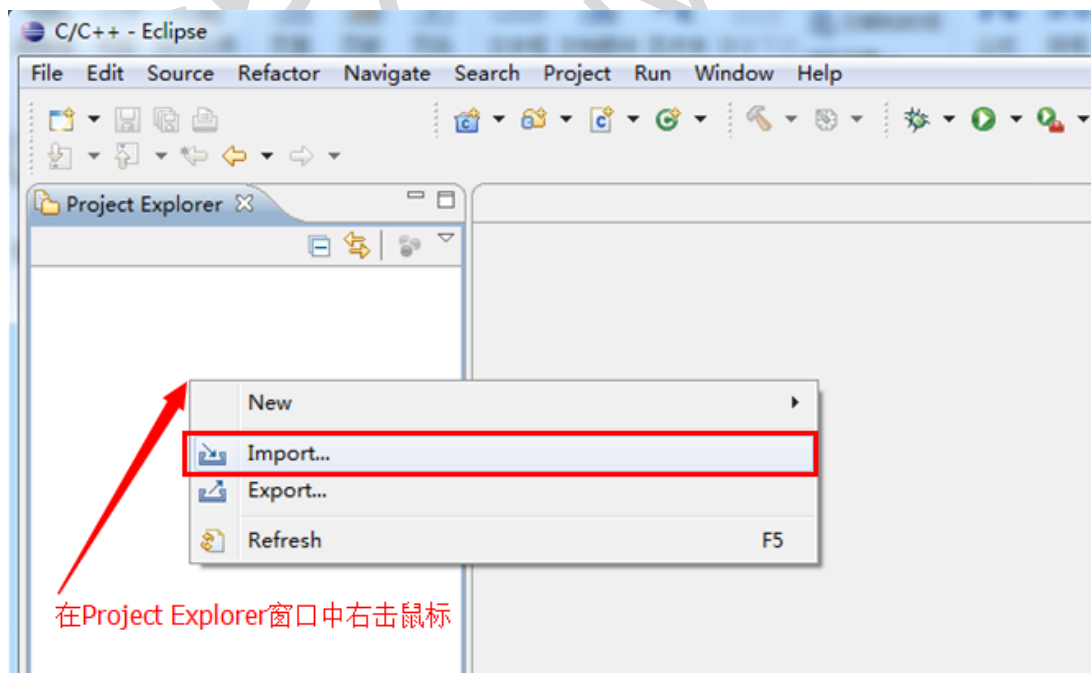 C/C++ - Eclipse
File Edit Source Refactor Navigate Search Project Run Window Help
Project Explorer
New
Import...
Export...
Refresh F5
在Project Explorer窗口中右击鼠标